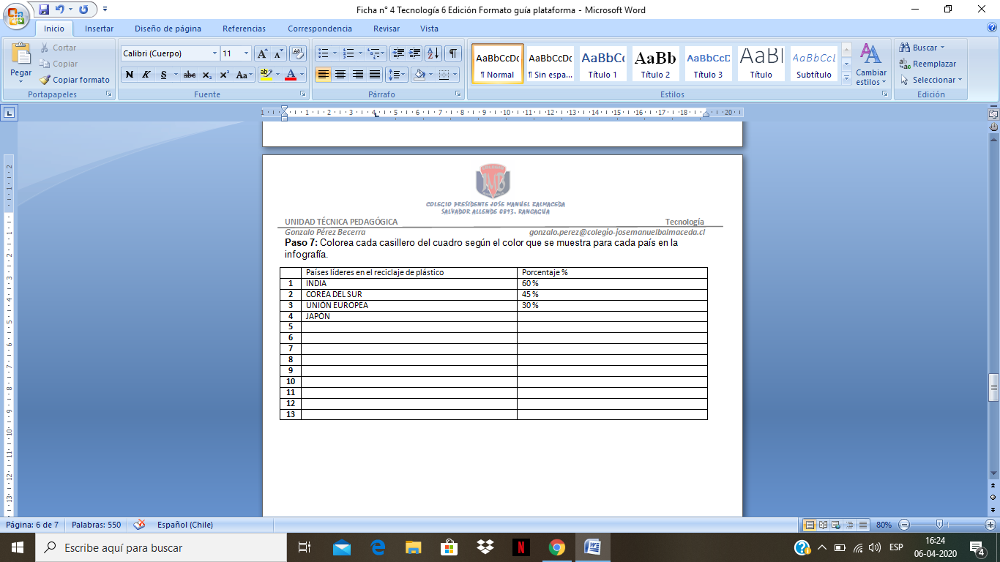 Ficha n° 4 Tecnología 6 Edición Formato guía plataforma - Microsoft Word
Inicio Insertar Diseño de página Referencias Correspondencia Revisar Vista
Pegar
Cortar
Copiar
Copiar formato
Portapapeles
Calibri (Cuerpo) 11
N K S abc x₂ x² Aa
Fuente
Párrafo
AaBbCcDc AaBbCcDc AaBbCc AaBb AaBbCcD AaBbl AaBbCcL
¶ Normal ¶ Sin espa... Título 1 Título 2 Título 3 Título Subtítulo
Cambiar
estilos
Estilos
Buscar
Reemplazar
Seleccionar
Edición
COLEGIO PRESIDENTE JOSE MANUEL BALMACEDA
SALVADOR ALLENDE 0893. RANCAGUA
UNIDAD TÉCNICA PEDAGÓGICA Tecnología
Gonzalo Pérez Becerra gonzalo.perez@colegio-josemanuelbalmaceda.cl
Paso 7: Colorea cada casillero del cuadro según el color que se muestra para cada país en la
infografía.
Países líderes en el reciclaje de plástico Porcentaje %
1 INDIA 60 %
2 COREA DEL SUR 45 %
3 UNIÓN EUROPEA 30 %
4 JAPÓN
5
6
7
8
9
10
11
12
13
Página: 6 de 7 Palabras: 550 Español (Chile) 80%
Escribe aquí para buscar
ESP
16:24
06-04-2020
4